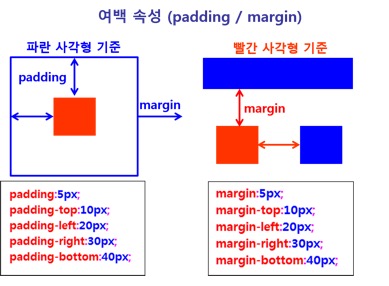 여백 속성 (padding / margin)
파란 사각형 기준
padding
margin
padding:5px;
padding-top:10px;
padding-left:20px;
padding-right:30px;
padding-bottom:40px;
빨간 사각형 기준
margin
margin:5px;
margin-top:10px;
margin-left:20px;
margin-right:30px;
margin-bottom:40px;